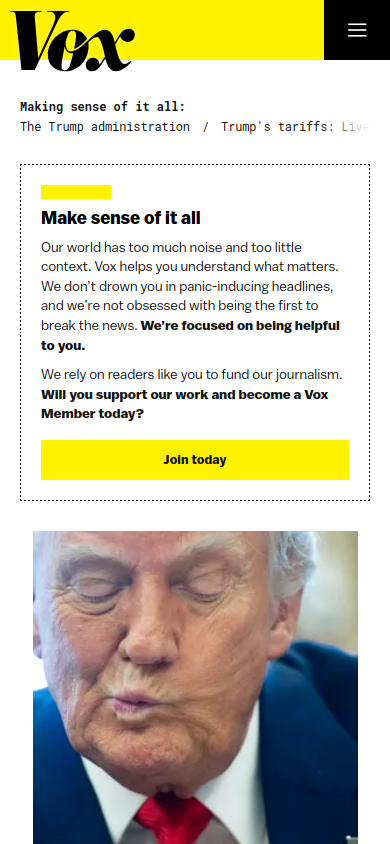 Vox
Making sense of it all:
The Trump administration / Trump's tariffs: Live
Make sense of it all
Our world has too much noise and too little
context. Vox helps you understand what matters.
We don't drown you in panic-inducing headlines,
and we're not obsessed with being the first to
break the news. We're focused on being helpful
to you.
We rely on readers like you to fund our journalism.
Will you support our work and become a Vox
Member today?
Join today